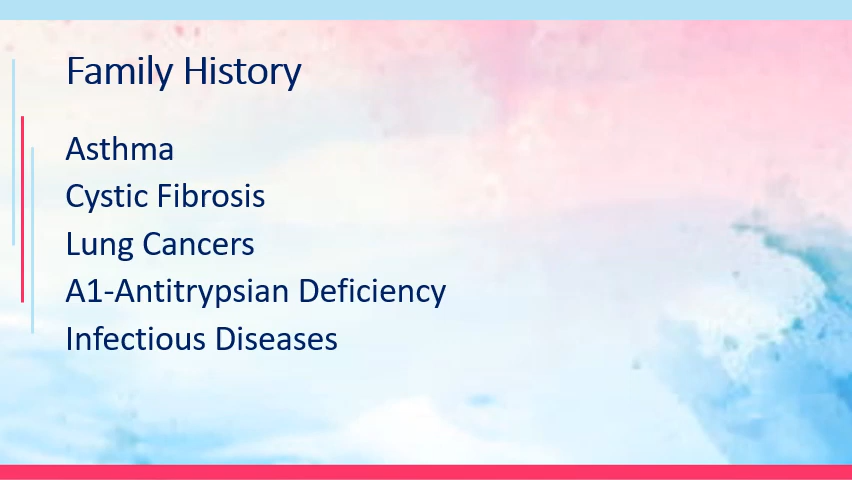 Family History
Asthma
Cystic Fibrosis
Lung Cancers
A1-Antitrypsian Deficiency
Infectious Diseases